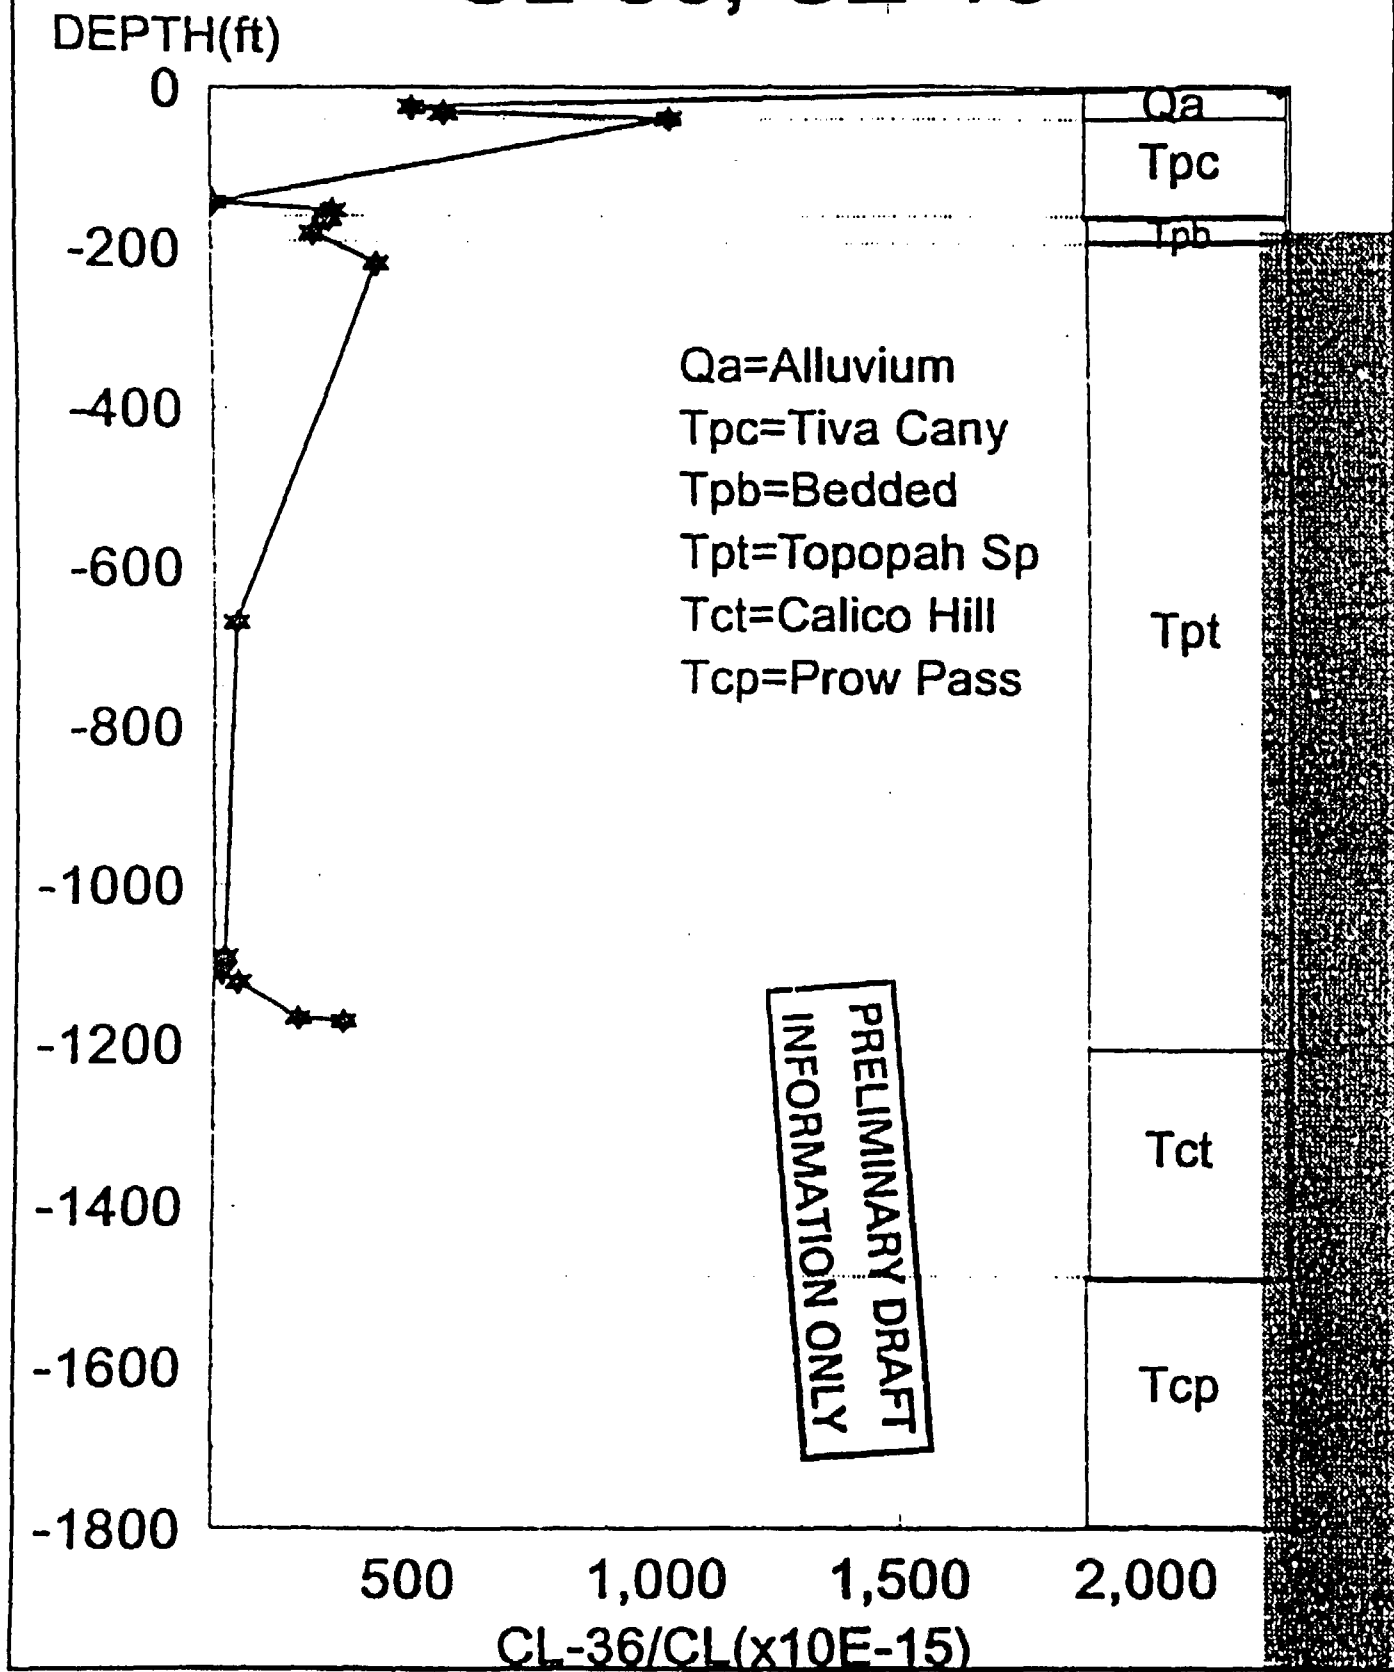 DEPTH(ft)
0
-200
-400
-600
-800
-1000
-1200
-1400
-1600
-1800
Qa
Tpc
Tpb
Tpt
Tct
Tcp
Qa=Alluvium
Tpc=Tiva Cany
Tpb=Bedded
Tpt=Topopah Sp
Tct=Calico Hill
Tcp=Prow Pass
PRELIMINARY DRAFT
INFORMATION ONLY
500 1,000 1,500 2,000
CL-36/CL(x10E-15)